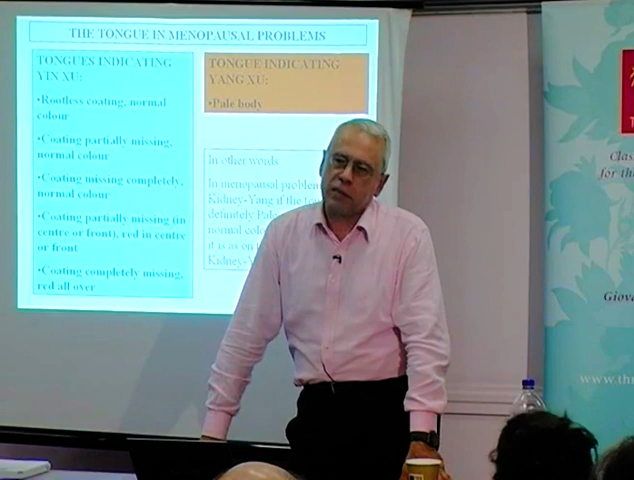 THE TONGUE IN MENOPAUSAL PROBLEMS
TONGUES INDICATING
YIN XU:
•Rootless coating, normal
colour
•Coating partially missing,
normal colour
•Coating missing completely,
normal colour
•Coating partially missing (in
centre or front), red in centre
or front
•Coating completely missing,
red all over
TONGUE INDICATING
YANG XU:
•Pale body
In other words
In menopausal problem
Kidney-Yang if the
definitely Pale
normal
it is as on
Kidney-
Clas
for th
Giova
www.th